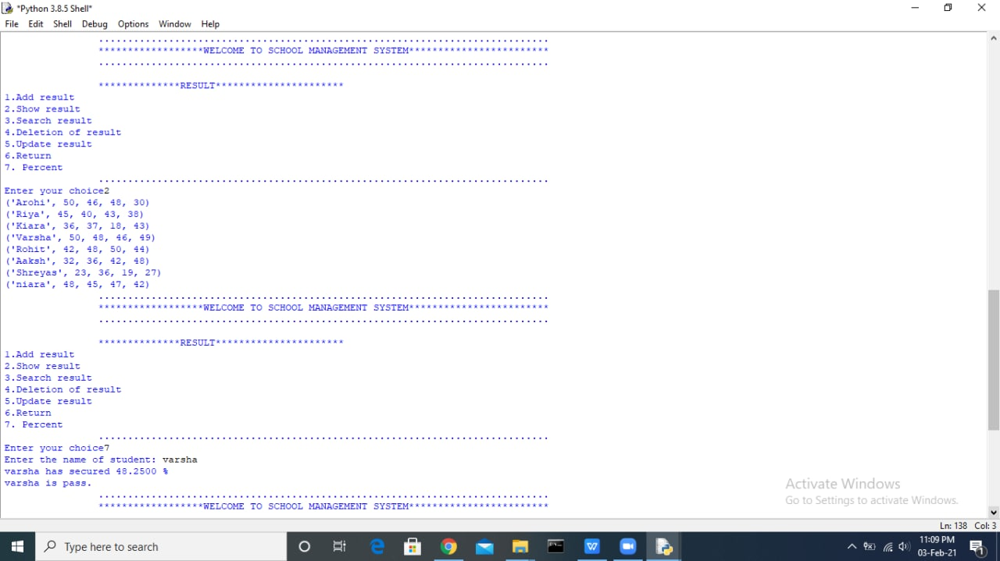 *Python 3.8.5 Shell*
File Edit Shell Debug Options Window Help
..............................................................................
******************WELCOME TO SCHOOL MANAGEMENT SYSTEM************************
..............................................................................
**************RESULT**********************
1.Add result
2.Show result
3.Search result
4.Deletion of result
5.Update result
6.Return
7. Percent
..............................................................................
Enter your choice2
('Arohi', 50, 46, 48, 30)
('Riya', 45, 40, 43, 38)
('Kiara', 36, 37, 18, 43)
('Varsha', 50, 48, 46, 49)
('Rohit', 42, 48, 50, 44)
('Aaksh', 32, 36, 42, 48)
('Shreyas', 23, 36, 19, 27)
('niara', 48, 45, 47, 42)
..............................................................................
******************WELCOME TO SCHOOL MANAGEMENT SYSTEM************************
..............................................................................
**************RESULT**********************
1.Add result
2.Show result
3.Search result
4.Deletion of result
5.Update result
6.Return
7. Percent
..............................................................................
Enter your choice7
Enter the name of student: varsha
varsha has secured 48.2500 %
varsha is pass.
..............................................................................
******************WELCOME TO SCHOOL MANAGEMENT SYSTEM************************
Activate Windows
Go to Settings to activate Windows.
Ln: 138 Col: 3
Type here to search
11:09 PM
03-Feb-21
1